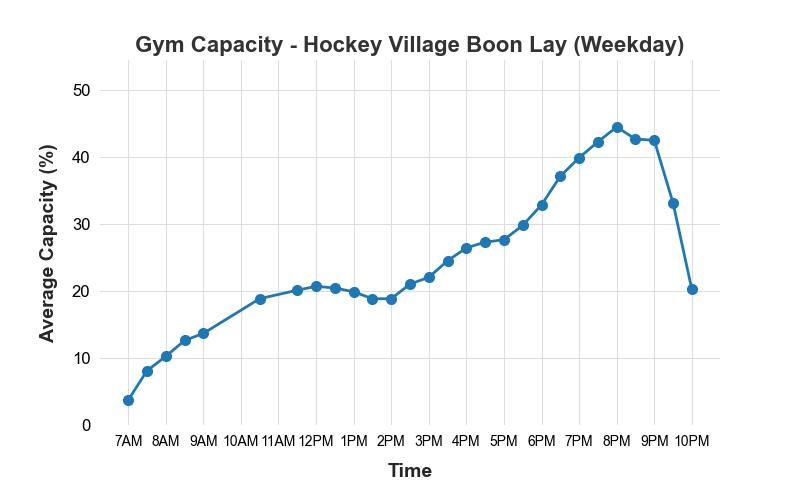 Gym Capacity - Hockey Village Boon Lay (Weekday)
Average Capacity (%)
50
40
30
20
10
0
7AM 8AM 9AM 10AM 11AM 12PM 1PM 2PM 3PM 4PM 5PM 6PM 7PM 8PM 9PM 10PM
Time